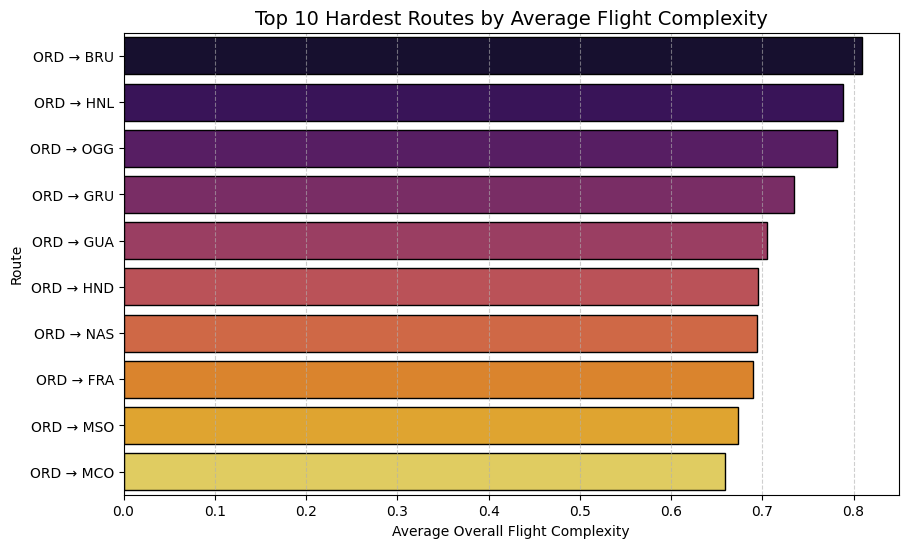 Top 10 Hardest Routes by Average Flight Complexity
Route
ORD → BRU
ORD → HNL
ORD → OGG
ORD → GRU
ORD → GUA
ORD → HND
ORD → NAS
ORD → FRA
ORD → MSO
ORD → MCO
0.0 0.1 0.2 0.3 0.4 0.5 0.6 0.7 0.8
Average Overall Flight Complexity